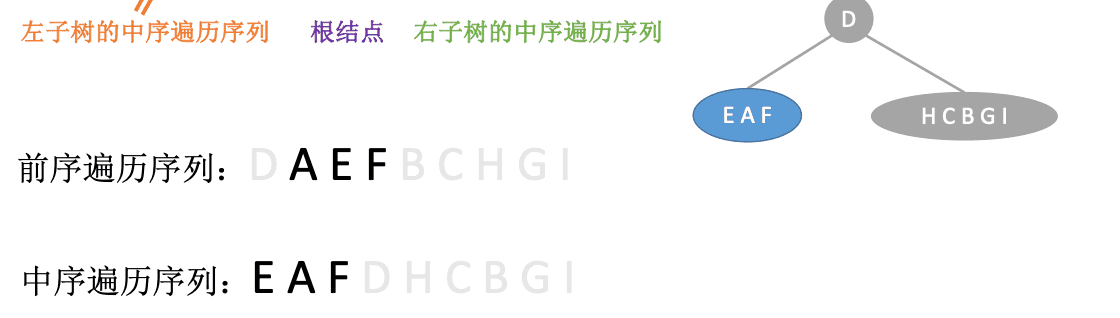 左子树的中序遍历序列 根结点 右子树的中序遍历序列
D
E A F H C B G I
前序遍历序列：D A E F B C H G I
中序遍历序列：E A F D H C B G I